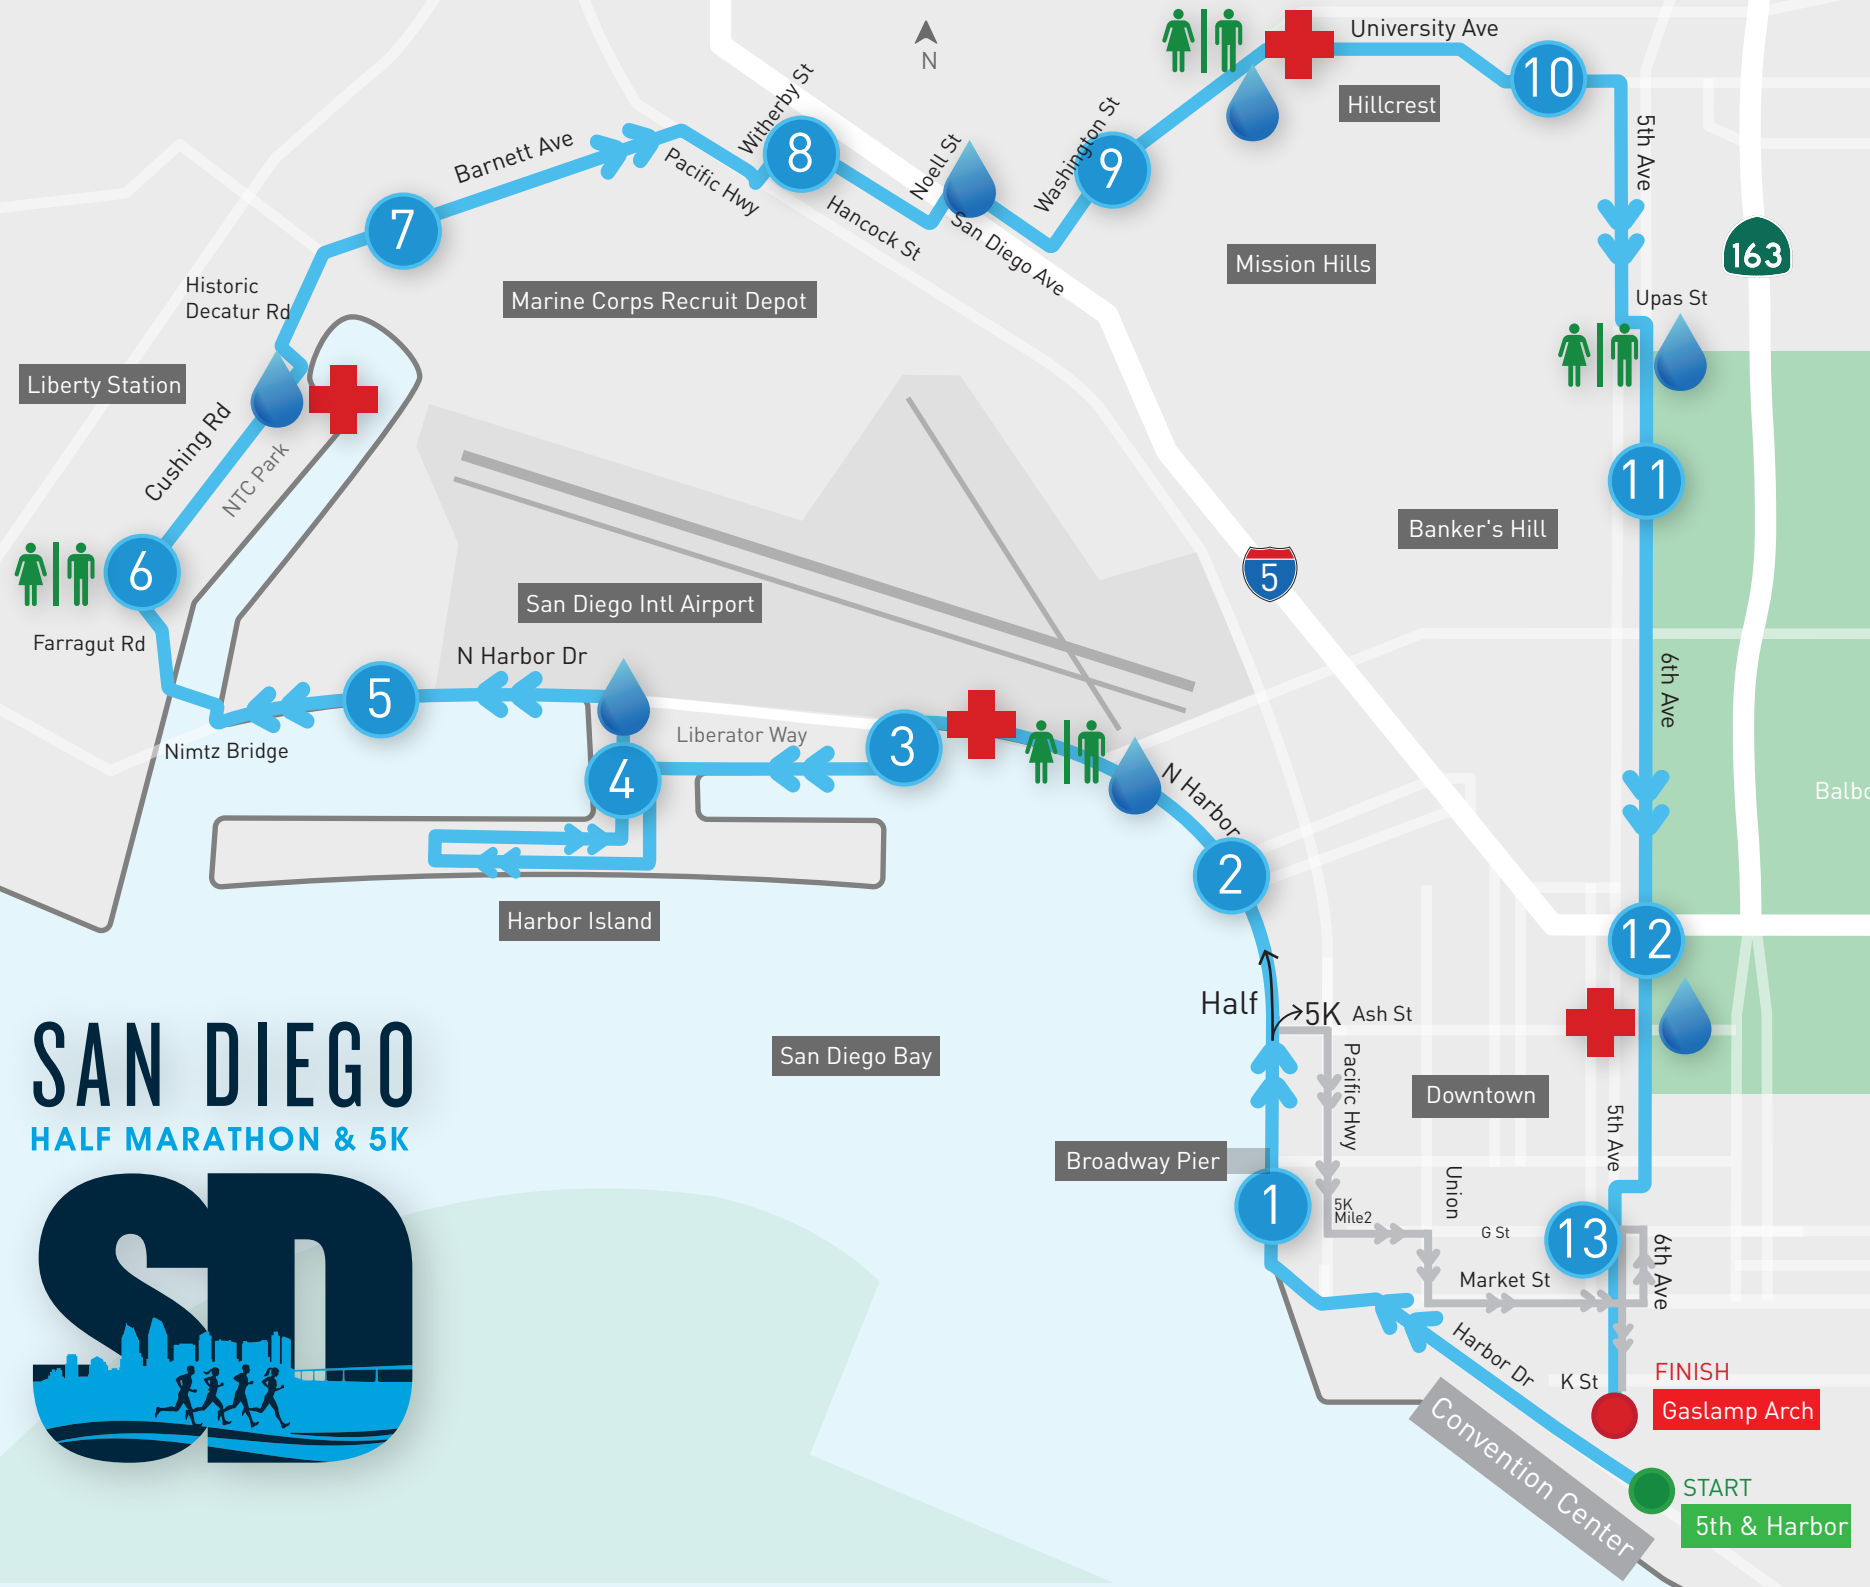 University Ave
N
10
Hillcrest
Witherby St
8
Noell St
Washington St
9
5th Ave
Barnett Ave
Pacific Hwy
7
Hancock St
San Diego Ave
163
Mission Hills
Historic
Decatur Rd
Marine Corps Recruit Depot
Upas St
Liberty Station
Cushing Rd
NTC Park
11
Banker's Hill
6
5
San Diego Intl Airport
Farragut Rd
N Harbor Dr
6th Ave
5
Nimtz Bridge
Liberator Way
3
4
N Harbor
Balbo
2
Harbor Island
12
Half
5K
Ash St
San Diego Bay
Pacific Hwy
Downtown
5th Ave
Broadway Pier
Union
1
5K
Mile2
G St
13
6th Ave
Market St
Harbor Dr
K St
FINISH
Gaslamp Arch
Convention Center
START
5th & Harbor
SAN DIEGO
HALF MARATHON & 5K
SD